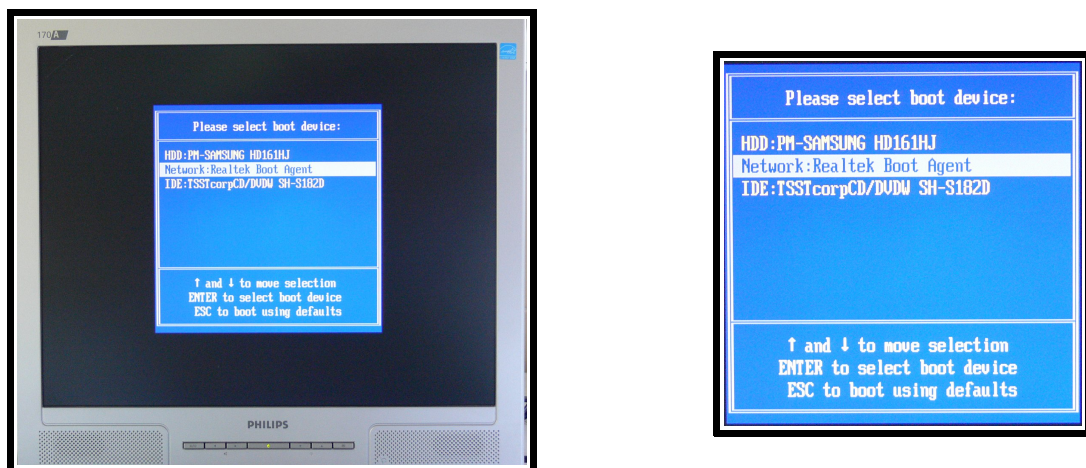 170A
Please select boot device:
HDD:PM-SAMSUNG HD161HJ
Network:Realtek Boot Agent
IDE:TSSTcorpCD/DVDW SH-S182D
↑ and ↓ to move selection
ENTER to select boot device
ESC to boot using defaults
PHILIPS
Please select boot device:
HDD:PM-SAMSUNG HD161HJ
Network:Realtek Boot Agent
IDE:TSSTcorpCD/DVDW SH-S182D
↑ and ↓ to move selection
ENTER to select boot device
ESC to boot using defaults